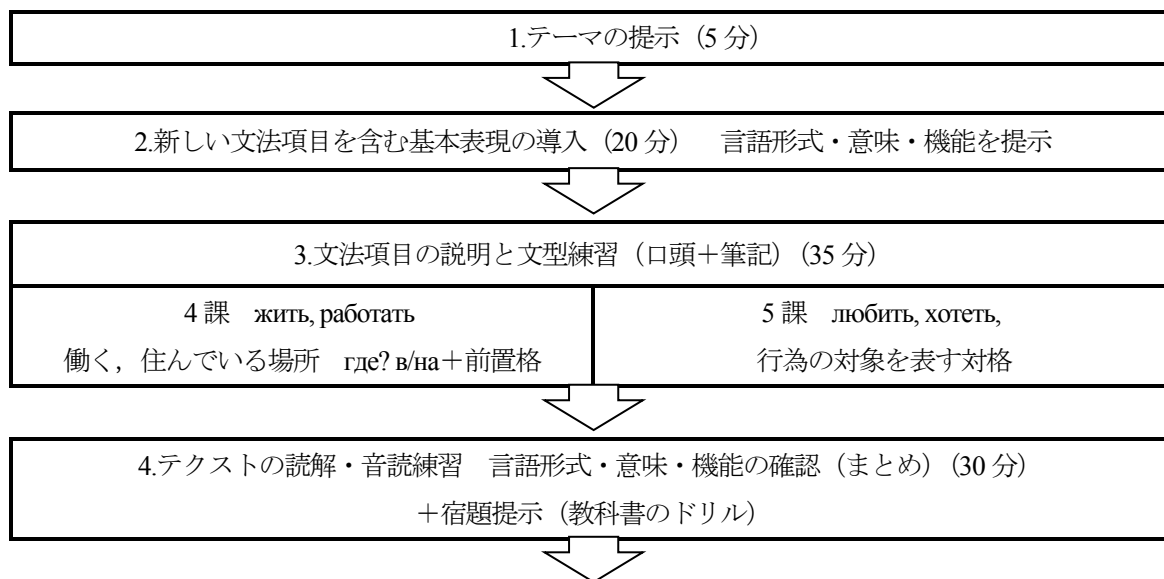 1.テーマの提示（5 分）
2.新しい文法項目を含む基本表現の導入（20 分）　言語形式・意味・機能を提示
3.文法項目の説明と文型練習（口頭＋筆記）（35 分）
4 課　жить, работать
働く，住んでいる場所　где? в/на＋前置格
5 課　любить, хотеть,
行為の対象を表す対格
4.テクストの読解・音読練習　言語形式・意味・機能の確認（まとめ）（30 分）
＋宿題提示（教科書のドリル）